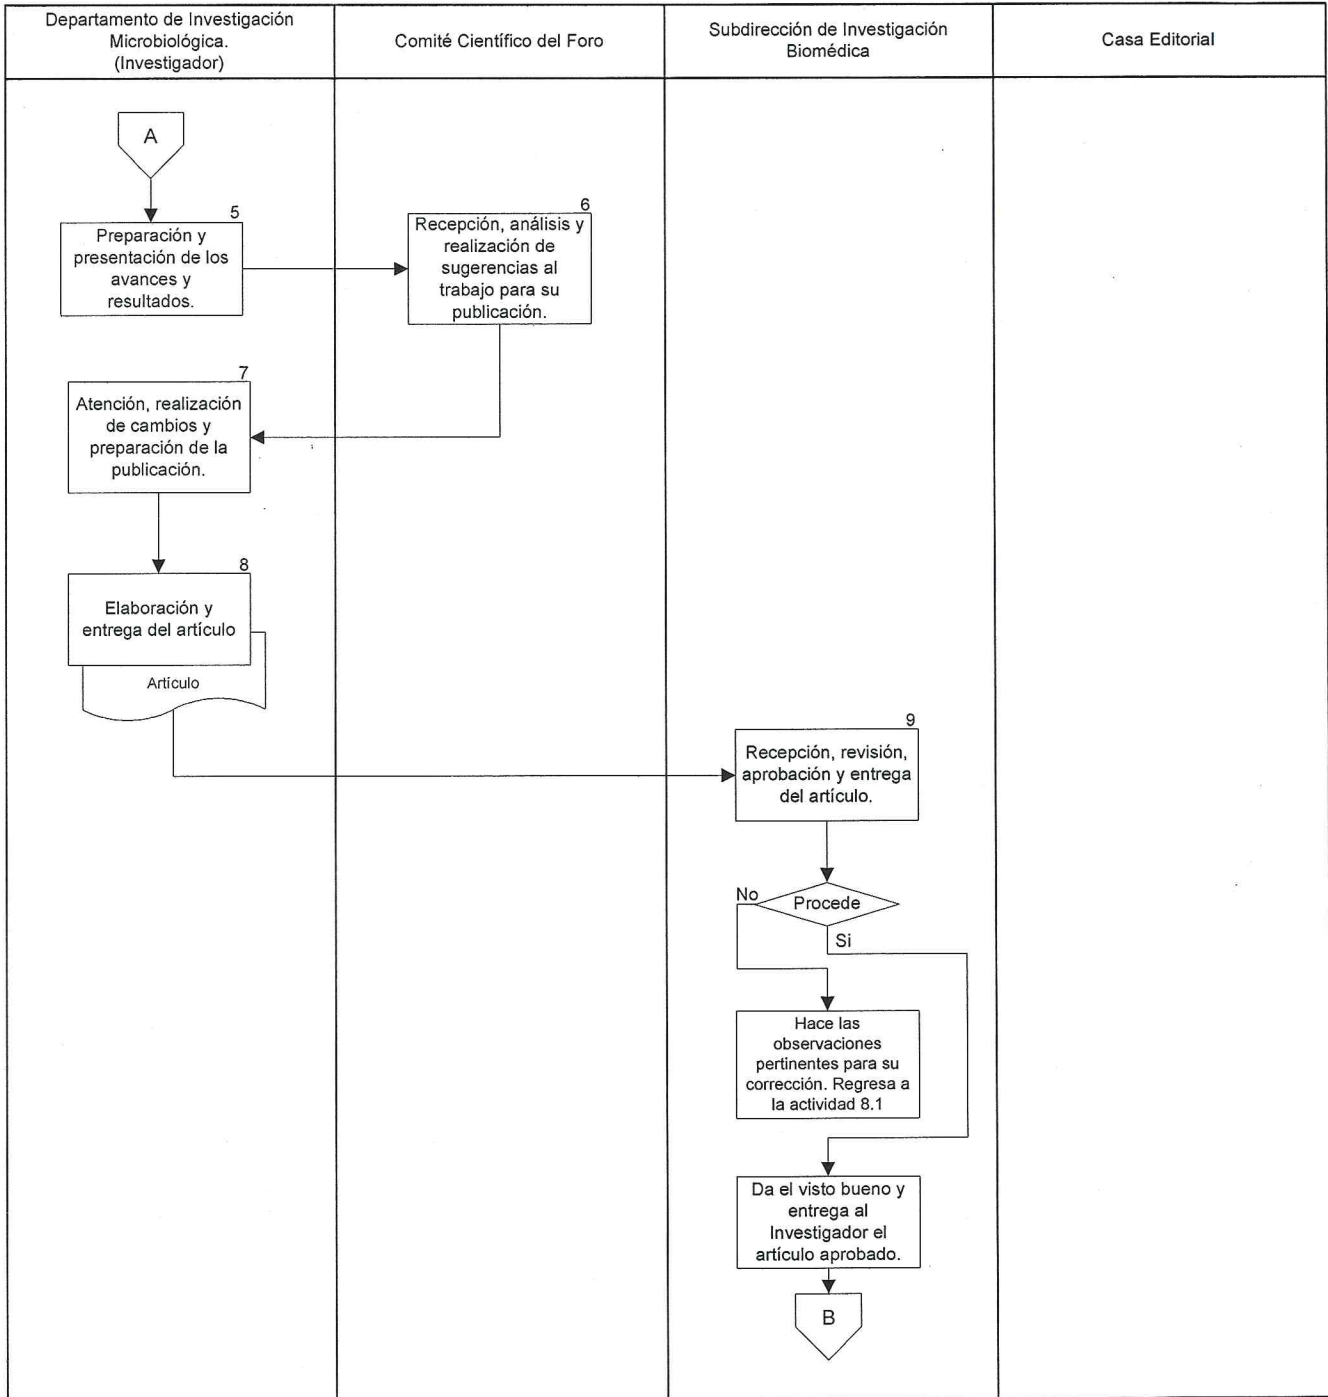 Departamento de Investigación
Microbiológica.
(Investigador)
Comité Científico del Foro
Subdirección de Investigación
Biomédica
Casa Editorial
A
5
Preparación y
presentación de los
avances y
resultados.
6
Recepción, análisis y
realización de
sugerencias al
trabajo para su
publicación.
7
Atención, realización
de cambios y
preparación de la
publicación.
8
Elaboración y
entrega del artículo
Artículo
9
Recepción, revisión,
aprobación y entrega
del artículo.
No
Procede
Si
Hace las
observaciones
pertinentes para su
corrección. Regresa a
la actividad 8.1
Da el visto bueno y
entrega al
Investigador el
artículo aprobado.
B